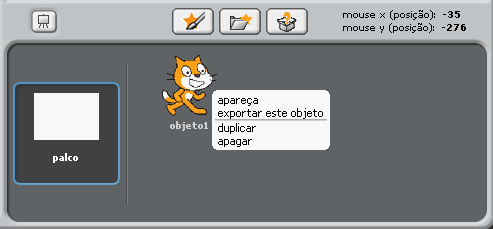 mouse x (posição): -35
mouse y (posição): -276
palco
objeto1
apareça
exportar este objeto
duplicar
apagar